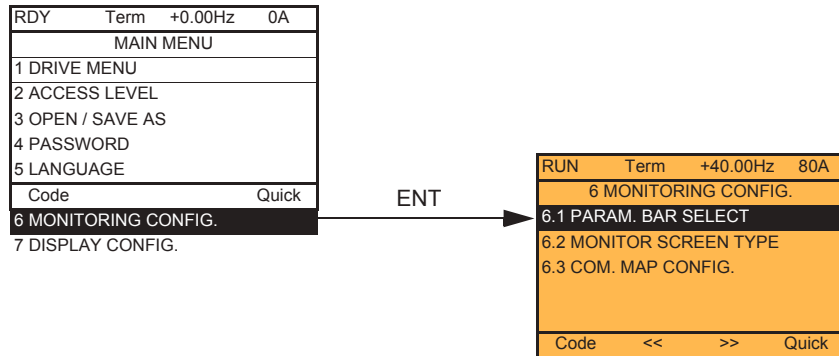 RDY Term +0.00Hz 0A
MAIN MENU
1 DRIVE MENU
2 ACCESS LEVEL
3 OPEN / SAVE AS
4 PASSWORD
5 LANGUAGE
Code Quick
6 MONITORING CONFIG.
7 DISPLAY CONFIG.
ENT
RUN Term +40.00Hz 80A
6 MONITORING CONFIG.
6.1 PARAM. BAR SELECT
6.2 MONITOR SCREEN TYPE
6.3 COM. MAP CONFIG.
Code << >> Quick